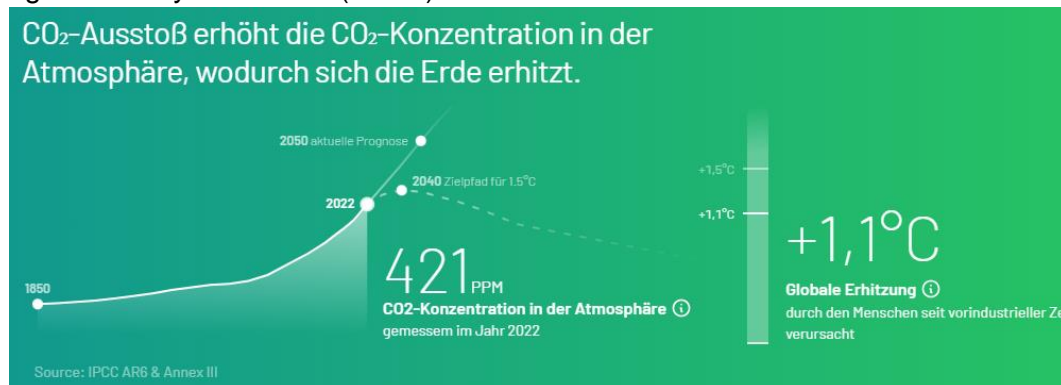 CO₂-Ausstoß erhöht die CO₂-Konzentration in der
Atmosphäre, wodurch sich die Erde erhitzt.
2050 aktuelle Prognose
2040 Zielpfad für 1.5°C
2022
1850
421 PPM
CO2-Konzentration in der Atmosphäre
gemessem im Jahr 2022
+1,5°C
+1,1°C
+1,1°C
Globale Erhitzung
durch den Menschen seit vorindustrieller Ze
verursacht
Source: IPCC AR6 & Annex III